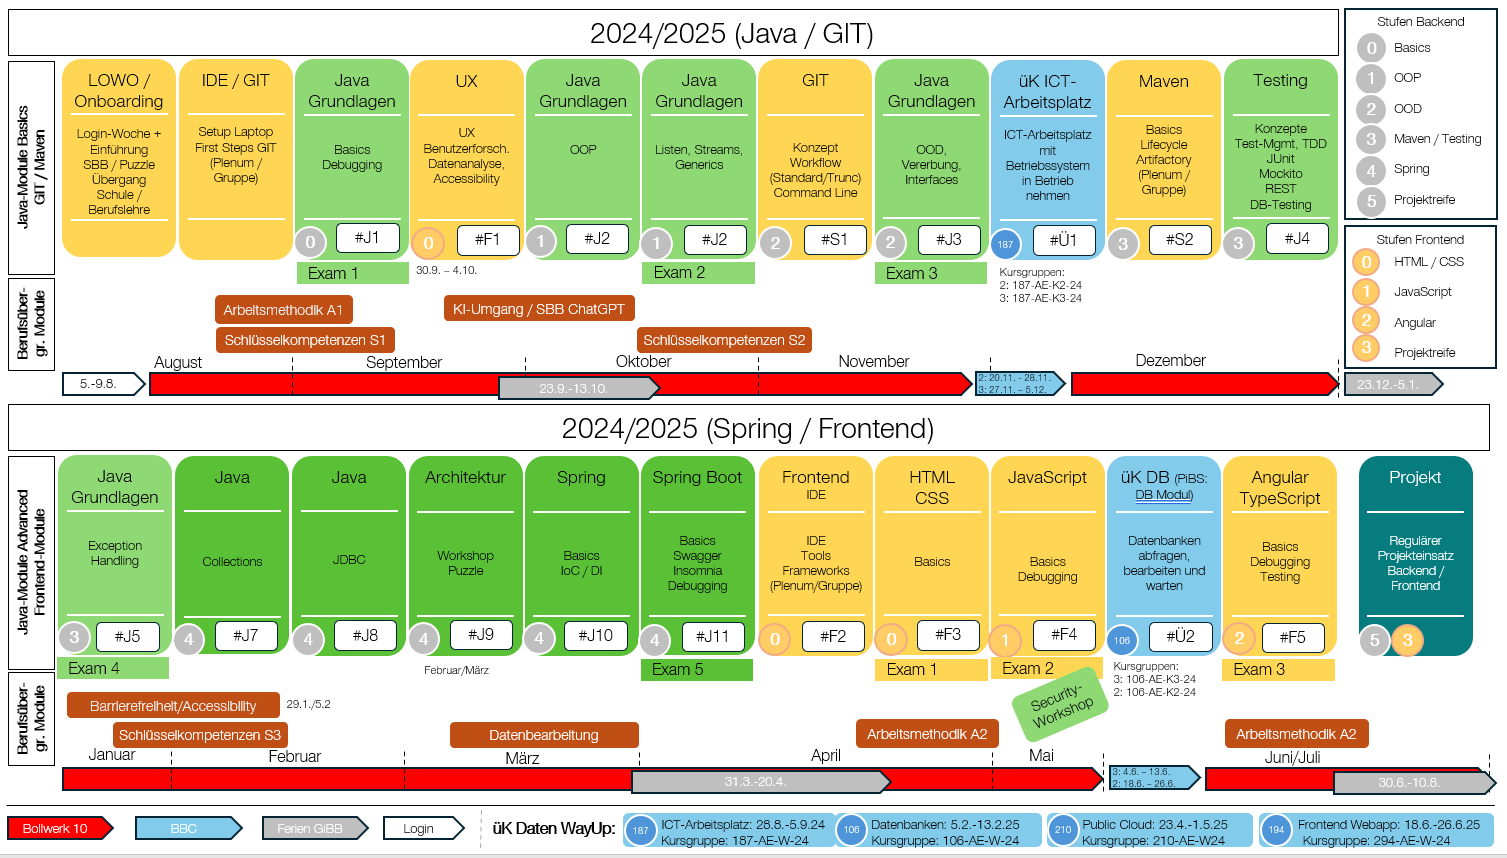 2024/2025 (Java / GIT)
Java-Module Basics
GIT / Maven
LOWO /
Onboarding
Login-Woche +
Einführung
SBB / Puzzle
Übergang
Schule /
Berufslehre
IDE / GIT
Setup Laptop
First Steps GIT
(Plenum /
Gruppe)
Java
Grundlagen
Basics
Debugging
0
#J1
Exam 1
UX
UX
Benutzerforsch.
Datenanalyse,
Accessibility
0
#F1
30.9. – 4.10.
Java
Grundlagen
OOP
1
#J2
Java
Grundlagen
Listen, Streams,
Generics
1
#J2
Exam 2
GIT
Konzept
Workflow
(Standard/Trunc)
Command Line
2
#S1
Java
Grundlagen
OOD,
Vererbung,
Interfaces
2
#J3
Exam 3
üK ICT-
Arbeitsplatz
ICT-Arbeitsplatz
mit
Betriebssystem
in Betrieb
nehmen
187
#Ü1
Kursgruppen:
2: 187-AE-K2-24
3: 187-AE-K3-24
Maven
Basics
Lifecycle
Artifactory
(Plenum /
Gruppe)
3
#S2
Testing
Konzepte
Test-Mgmt, TDD
JUnit
Mockito
REST
DB-Testing
3
#J4
Stufen Backend
0 Basics
1 OOP
2 OOD
3 Maven / Testing
4 Spring
5 Projektreife
Stufen Frontend
0 HTML / CSS
1 JavaScript
2 Angular
3 Projektreife
Berufsüber-
gr. Module
Arbeitsmethodik A1
KI-Umgang / SBB ChatGPT
Schlüsselkompetenzen S1
Schlüsselkompetenzen S2
August
September
Oktober
November
Dezember
5.-9.8.
23.9.-13.10.
2: 20.11. - 28.11.
3: 27.11. – 5.12.
23.12.-5.1.
2024/2025 (Spring / Frontend)
Java-Module Advanced
Frontend-Module
Java
Grundlagen
Exception
Handling
3
#J5
Exam 4
Java
Collections
4
#J7
Java
JDBC
4
#J8
Architektur
Workshop
Puzzle
4
#J9
Februar/März
Spring
Basics
IoC / DI
4
#J10
Spring Boot
Basics
Swagger
Insomnia
Debugging
4
#J11
Exam 5
Frontend
IDE
IDE
Tools
Frameworks
(Plenum/Gruppe)
0
#F2
HTML
CSS
Basics
0
#F3
Exam 1
JavaScript
Basics
Debugging
1
#F4
Exam 2
üK DB (PiBS:
DB Modul)
Datenbanken
abfragen,
bearbeiten und
warten
106
#Ü2
Kursgruppen:
3: 106-AE-K3-24
2: 106-AE-K2-24
Angular
TypeScript
Basics
Debugging
Testing
2
#F5
Exam 3
Projekt
Regulärer
Projekteinsatz
Backend /
Frontend
5
3
Berufsüber-
gr. Module
Barrierefreiheit/Accessibility
29.1./5.2
Security-
Workshop
Schlüsselkompetenzen S3
Datenbearbeitung
Arbeitsmethodik A2
Arbeitsmethodik A2
Januar
Februar
März
April
Mai
Juni/Juli
31.3.-20.4.
3: 4.6. – 13.6.
2: 18.6. – 26.6.
30.6.-10.8.
Bollwerk 10
BBC
Ferien GIBB
Login
üK Daten WayUp:
187
ICT-Arbeitsplatz: 28.8.-5.9.24
Kursgruppe: 187-AE-W-24
106
Datenbanken: 5.2.-13.2.25
Kursgruppe: 106-AE-W-24
210
Public Cloud: 23.4.-1.5.25
Kursgruppe: 210-AE-W24
194
Frontend Webapp: 18.6.-26.6.25
Kursgruppe: 294-AE-W-24